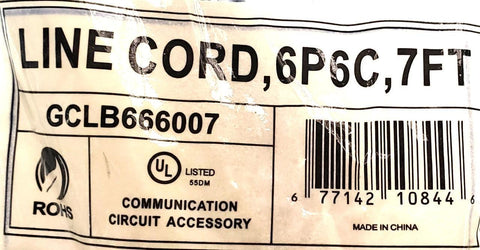 LINE CORD,6P6C,7FT
GCLB666007
UL LISTED
55DM
ROHS
COMMUNICATION
CIRCUIT ACCESSORY
6 77142 10844 6
MADE IN CHINA